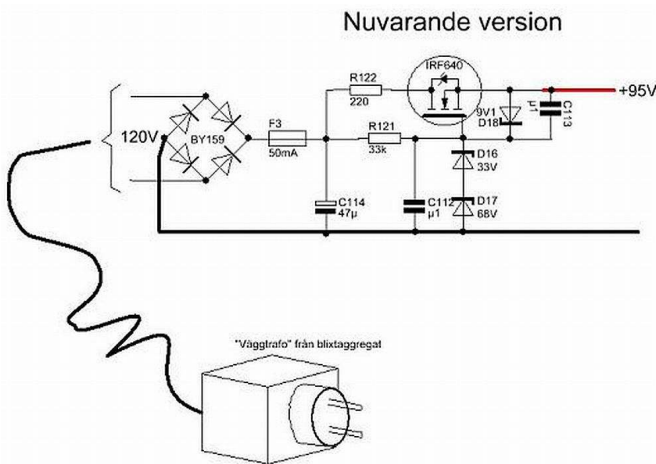 Nuvarande version
IRF640
R122
220
+95V
9V1
D18
C113
µ1
120V
BY159
F3
50mA
R121
33k
D16
33V
C114
47µ
C112
µ1
D17
68V
"Väggtrafo" från blixtaggregat